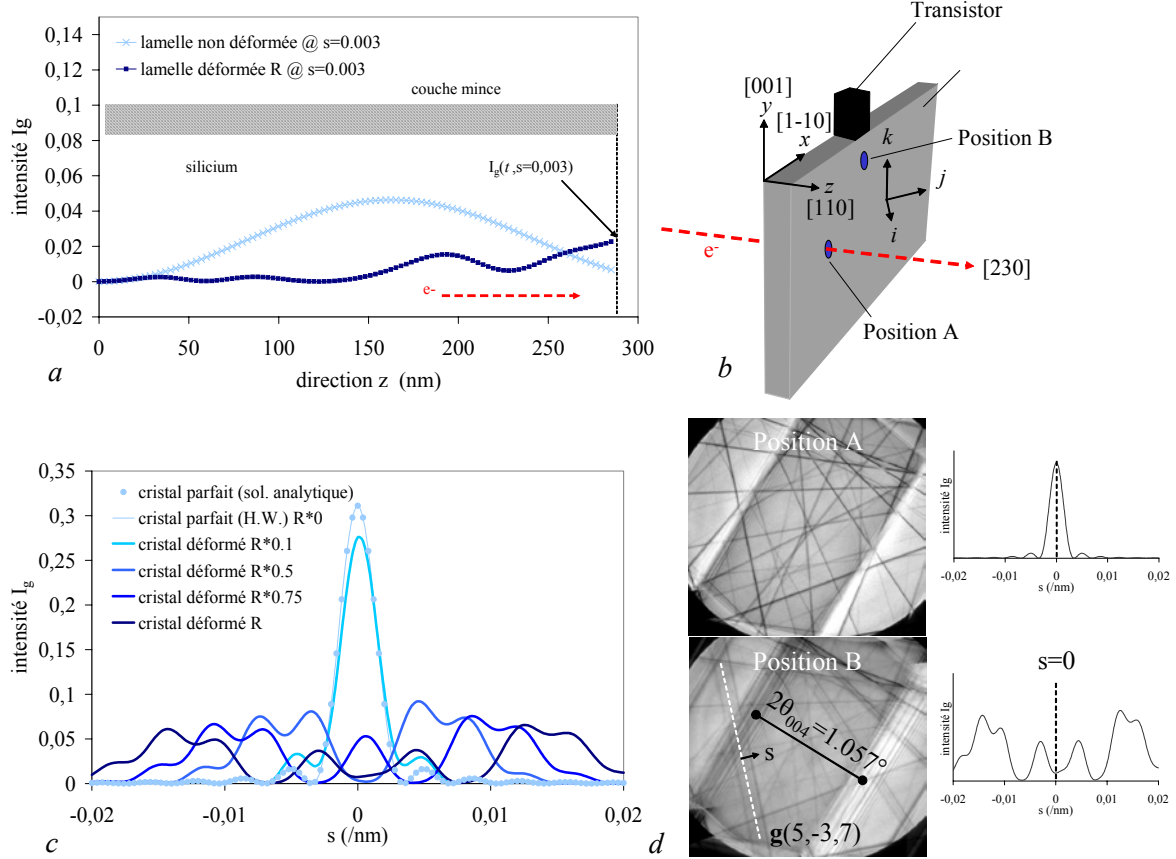 0,14
0,12
0,1
0,08
0,06
0,04
0,02
0
-0,02
intensité Ig
lamelle non déformée @ s=0.003
lamelle déformée R @ s=0.003
couche mince
silicium
Ig(t,s=0,003)
e-
0 50 100 150 200 250 300
direction z (nm)
a
Transistor
[001]
y
[1-10]
x
Position B
k
z
j
[110]
i
e-
[230]
Position A
b
0,35
0,3
0,25
0,2
0,15
0,1
0,05
0
intensité Ig
cristal parfait (sol. analytique)
cristal parfait (H.W.) R*0
cristal déformé R*0.1
cristal déformé R*0.5
cristal déformé R*0.75
cristal déformé R
-0,02 -0,01 0 0,01 0,02
s (/nm)
c
Position A
intensité Ig
-0,02 -0,01 0 0,01 0,02
s (/nm)
Position B
2θ004=1.057°
s
g(5,-3,7)
s=0
intensité Ig
-0,02 -0,01 0 0,01 0,02
s (/nm)
d